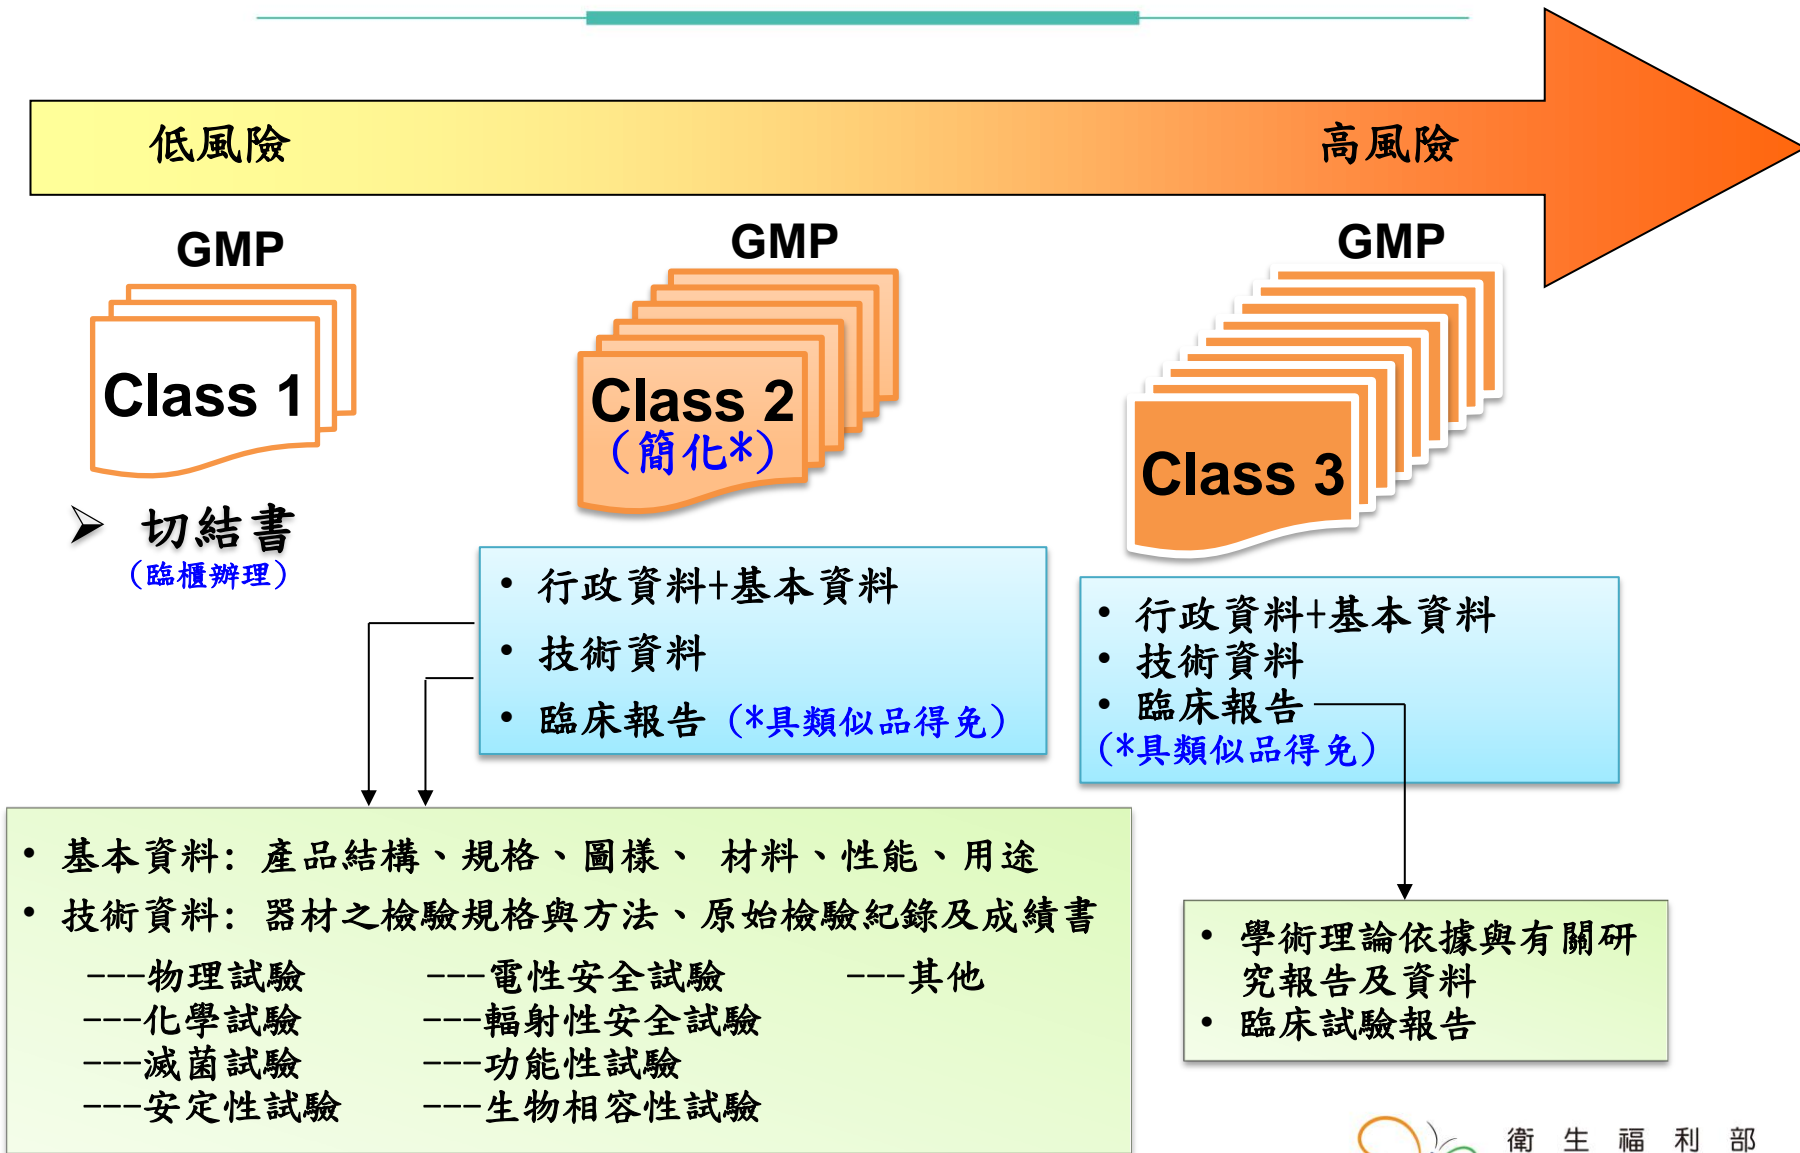 低風險
高風險
GMP
GMP
GMP
Class 1
Class 2
(簡化*)
Class 3
➢ 切結書
(臨櫃辦理)
• 行政資料+基本資料
• 技術資料
• 臨床報告 (*具類似品得免)
• 行政資料+基本資料
• 技術資料
• 臨床報告
(*具類似品得免)
• 基本資料: 產品結構、規格、圖樣、 材料、性能、用途
• 技術資料: 器材之檢驗規格與方法、原始檢驗紀錄及成績書
---物理試驗 ---電性安全試驗 ---其他
---化學試驗 ---輻射性安全試驗
---滅菌試驗 ---功能性試驗
---安定性試驗 ---生物相容性試驗
• 學術理論依據與有關研
究報告及資料
• 臨床試驗報告
衛生福利部